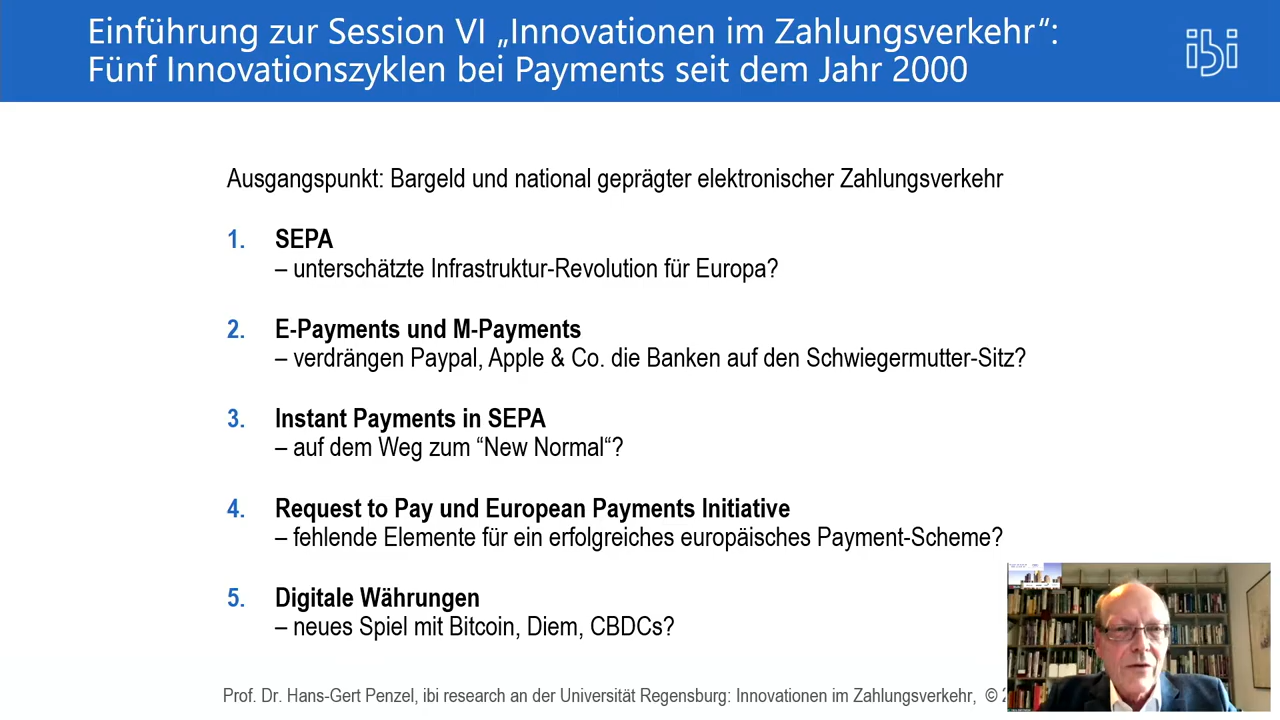 Einführung zur Session VI „Innovationen im Zahlungsverkehr“:
Fünf Innovationszyklen bei Payments seit dem Jahr 2000
ibi
Ausgangspunkt: Bargeld und national geprägter elektronischer Zahlungsverkehr
1. SEPA
– unterschätzte Infrastruktur-Revolution für Europa?
2. E-Payments und M-Payments
– verdrängen Paypal, Apple & Co. die Banken auf den Schwiegermutter-Sitz?
3. Instant Payments in SEPA
– auf dem Weg zum “New Normal“?
4. Request to Pay und European Payments Initiative
– fehlende Elemente für ein erfolgreiches europäisches Payment-Scheme?
5. Digitale Währungen
– neues Spiel mit Bitcoin, Diem, CBDCs?
Prof. Dr. Hans-Gert Penzel, ibi research an der Universität Regensburg: Innovationen im Zahlungsverkehr, ©